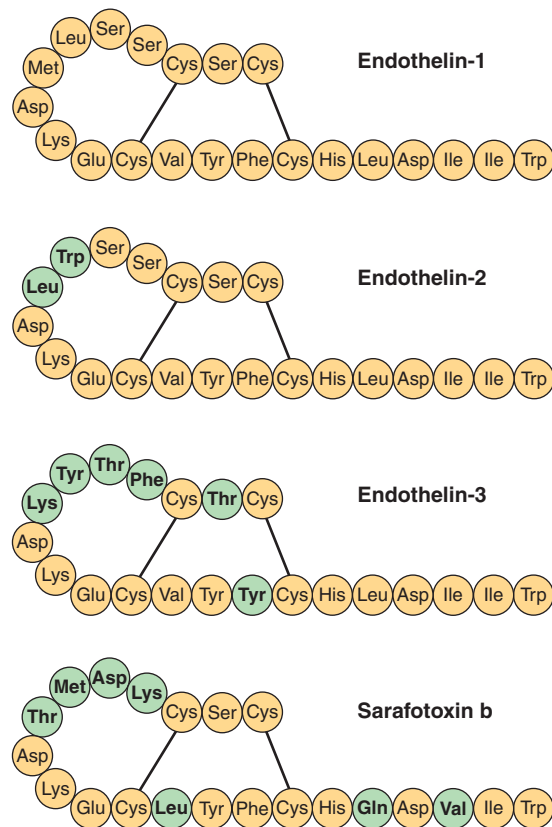 Leu Ser Ser Cys Ser Cys Endothelin-1
Met
Asp
Lys
Glu Cys Val Tyr Phe Cys His Leu Asp Ile Ile Trp
Trp Ser Ser Cys Ser Cys Endothelin-2
Leu
Asp
Lys
Glu Cys Val Tyr Phe Cys His Leu Asp Ile Ile Trp
Tyr Thr Phe Cys Thr Cys Endothelin-3
Lys
Asp
Lys
Glu Cys Val Tyr Tyr Cys His Leu Asp Ile Ile Trp
Met Asp Lys Cys Ser Cys Sarafotoxin b
Thr
Asp
Lys
Glu Cys Leu Tyr Phe Cys His Gln Asp Val Ile Trp